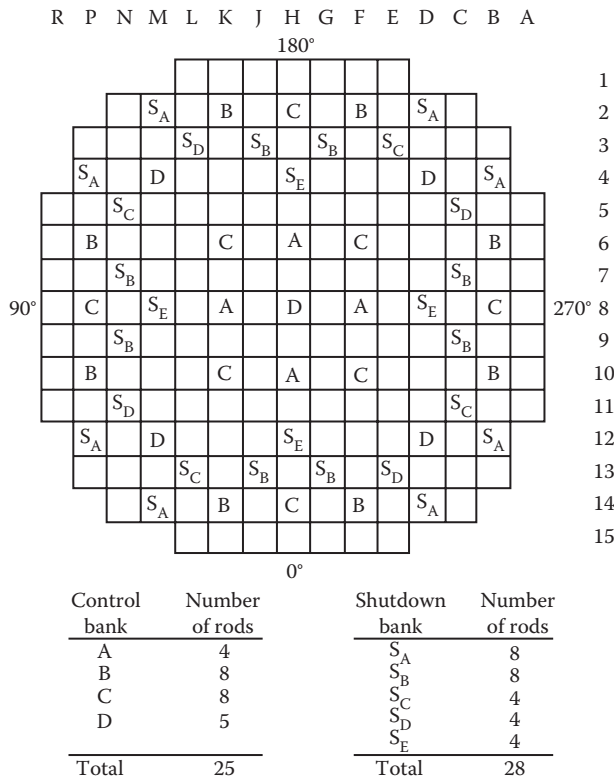 R P N M L K J H G F E D C B A
180°
1
S_A B C B S_A 2
S_D S_B S_B S_C 3
S_A D S_E D S_A 4
S_C S_D 5
B C A C B 6
S_B S_B 7
90° C S_E A D A S_E C 270° 8
S_B S_B 9
B C A C B 10
S_D S_C 11
S_A D S_E D S_A 12
S_C S_B S_B S_D 13
S_A B C B S_A 14
15
0°
Control bank Number of rods
A 4
B 8
C 8
D 5
Total 25
Shutdown bank Number of rods
S_A 8
S_B 8
S_C 4
S_D 4
S_E 4
Total 28